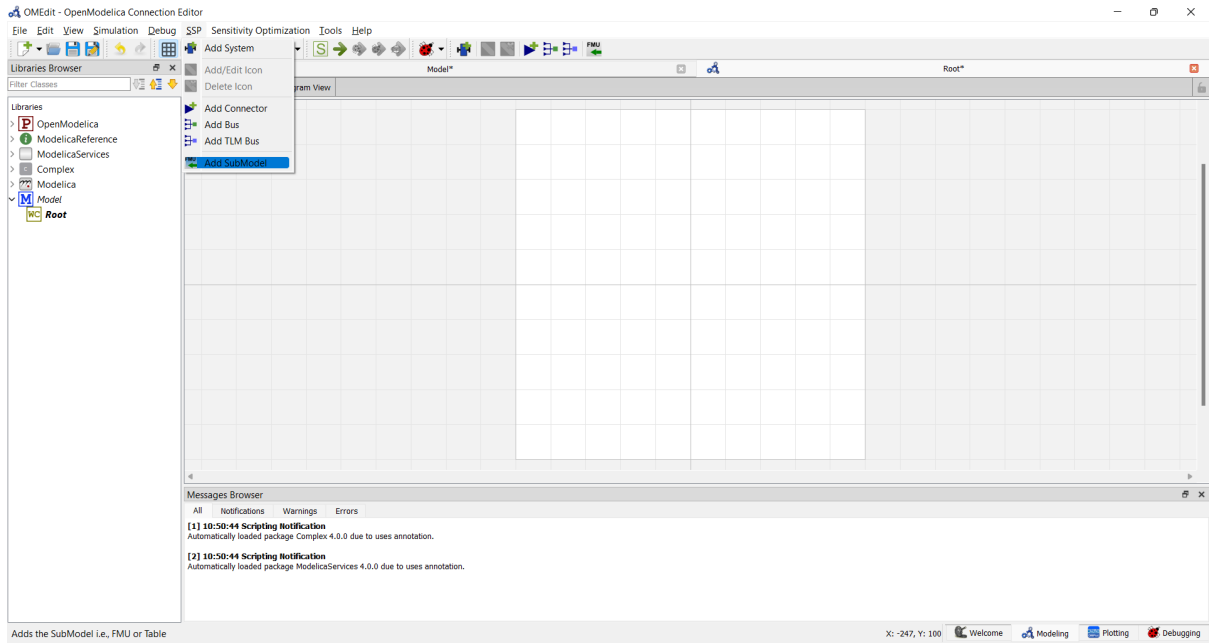 OMEdit - OpenModelica Connection Editor
File Edit View Simulation Debug SSP Sensitivity Optimization Tools Help
S FMU
Libraries Browser
Filter Classes
Libraries
P OpenModelica
i ModelicaReference
ModelicaServices
C Complex
Modelica
M Model
WC Root
Add System
Add/Edit Icon
Delete Icon
Add Connector
Add Bus
Add TLM Bus
FMU Add SubModel
Model*
Root*
gram View
Messages Browser
All Notifications Warnings Errors
[1] 10:50:44 Scripting Notification
Automatically loaded package Complex 4.0.0 due to uses annotation.
[2] 10:50:44 Scripting Notification
Automatically loaded package ModelicaServices 4.0.0 due to uses annotation.
Adds the SubModel i.e., FMU or Table
X: -247, Y: 100 Welcome Modeling Plotting Debugging